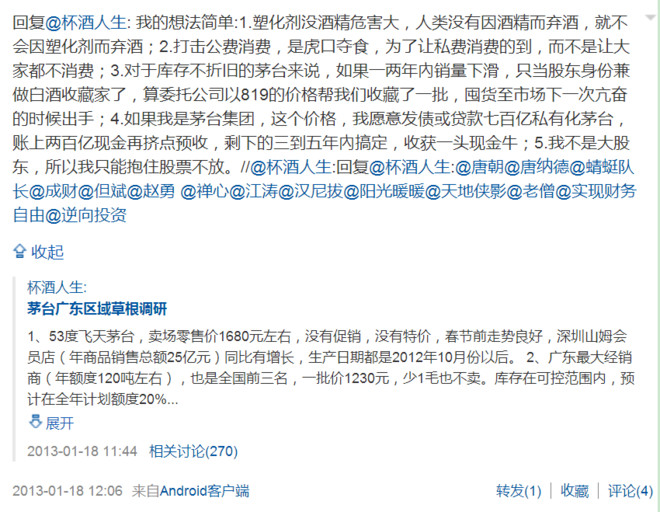 回复@杯酒人生: 我的想法简单:1.塑化剂没酒精危害大，人类没有因酒精而弃酒，就不
会因塑化剂而弃酒；2.打击公费消费，是虎口夺食，为了让私费消费的到，而不是让大
家都不消费；3.对于库存不折旧的茅台来说，如果一两年内销量下滑，只当股东身份兼
做白酒收藏家了，算委托公司以819的价格帮我们收藏了一批，囤货至市场下一次亢奋
的时候出手；4.如果我是茅台集团，这个价格，我愿意发债或贷款七百亿私有化茅台，
账上两百亿现金再挤点预收，剩下的三到五年内搞定，收获一头现金牛；5.我不是大股
东，所以我只能抱住股票不放。//@杯酒人生:回复@杯酒人生:@唐朝@唐纳德@蜻蜓队
长@成财@但斌@赵勇 @禅心@江涛@汉尼拔@阳光暖暖@天地侠影@老僧@实现财务
自由@逆向投资
收起
杯酒人生:
茅台广东区域草根调研
1、53度飞天茅台，卖场零售价1680元左右，没有促销，没有特价，春节前走势良好，深圳山姆会
员店（年商品销售总额25亿元）同比有增长，生产日期都是2012年10月份以后。 2、广东最大经销
商（年额度120吨左右），也是全国前三名，一批价1230元，少1毛也不卖。库存在可控范围内，预
计在全年计划额度20%...
展开
2013-01-18 11:44 相关讨论(270)
2013-01-18 12:06 来自Android客户端 转发(1) | 收藏 | 评论(4)